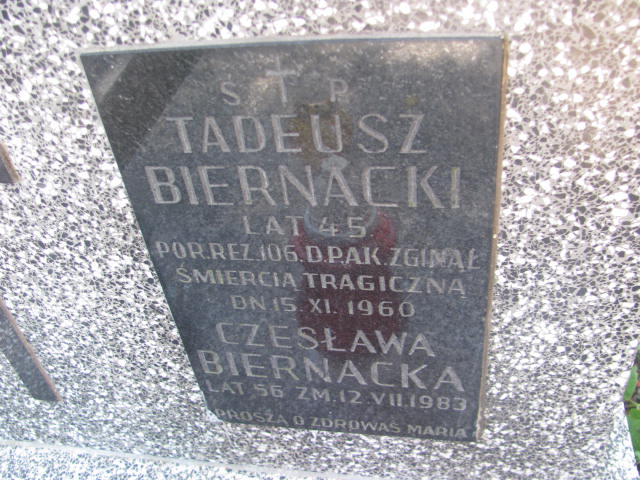 Ś † P
TADEUSZ
BIERNACKI
LAT 45
POR.REZ.106.D.P.AK.ZGINĄŁ
ŚMIERCIĄ TRAGICZNĄ
DN 15.XI.1960
CZESŁAWA
BIERNACKA
LAT 56 ZM.12.VII.1983
PROSZĄ O ZDROWAŚ MARIA